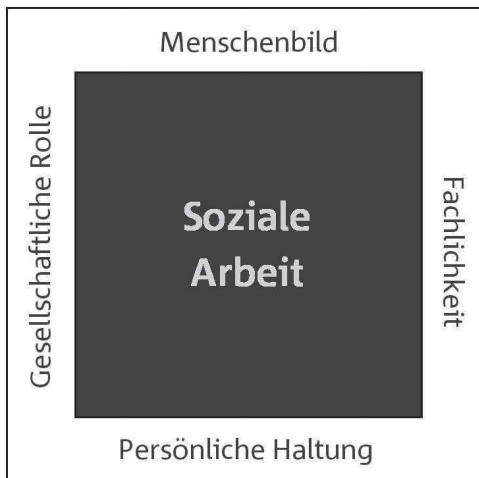 Menschenbild
Gesellschaftliche Rolle
Soziale
Arbeit
Fachlichkeit
Persönliche Haltung